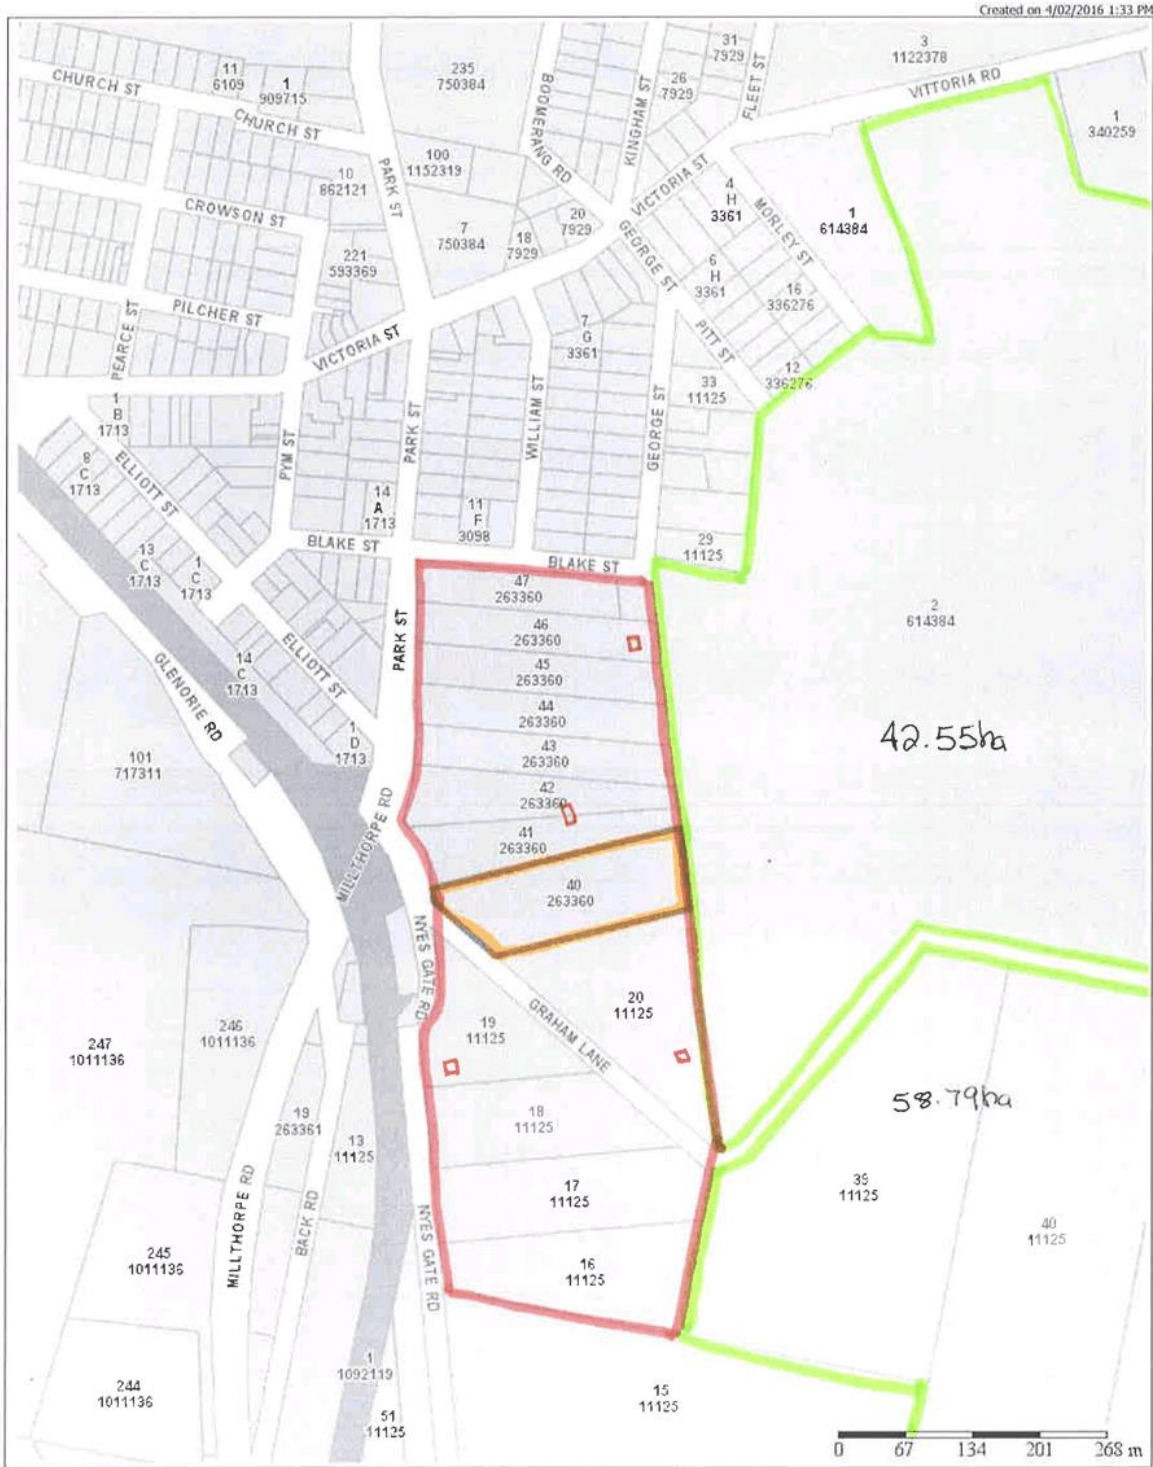 Created on 4/02/2016 1:33 PM
CHURCH ST
11
6109
1
909715
CHURCH ST
235
750384
BOOMERANG RD
31
7929
26
7929
KINGHAM ST
FLEET ST
3
1122378
VITTORIA RD
1
340259
10
862121
PARK ST
100
1152319
CROWSON ST
7
750384
18
7929
20
7929
VICTORIA ST
4
H
3361
MORLEY ST
1
614384
221
593369
GEORGE ST
6
H
3361
16
336276
PILCHER ST
PEARCE ST
VICTORIA ST
7
G
3361
PITT ST
12
336276
33
11125
1
B
1713
PARK ST
WILLIAM ST
GEORGE ST
PYM ST
8
C
1713
ELLIOTT ST
14
A
1713
11
F
3098
BLAKE ST
BLAKE ST
29
11125
13
C
1713
1
C
1713
47
263360
2
614384
PARK ST
46
263360
ELLIOTT ST
14
C
1713
GLENORIE RD
45
263360
44
263360
42.55ha
1
D
1713
43
263360
101
717311
42
263360
MILLTHORPE RD
41
263360
40
263360
NYES GATE RD
20
11125
GRAHAM LANE
19
11125
246
1011136
247
1011136
58.79ha
19
263361
18
11125
13
11125
39
11125
17
11125
40
11125
MILLTHORPE RD
BACK RD
NYES GATE RD
245
1011136
16
11125
1
1092119
244
1011136
51
11125
15
11125
0 67 134 201 268 m